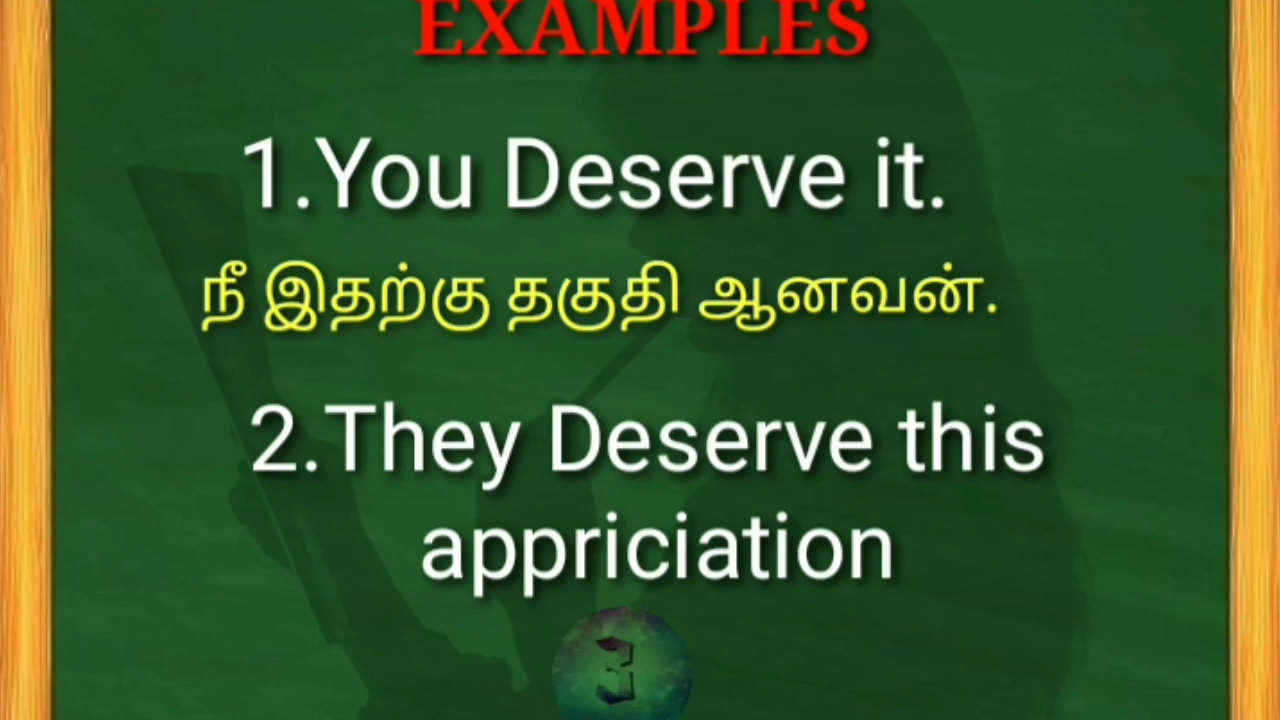 EXAMPLES
1.You Deserve it.
நீ இதற்கு தகுதி ஆனவன்.
2.They Deserve this
appriciation